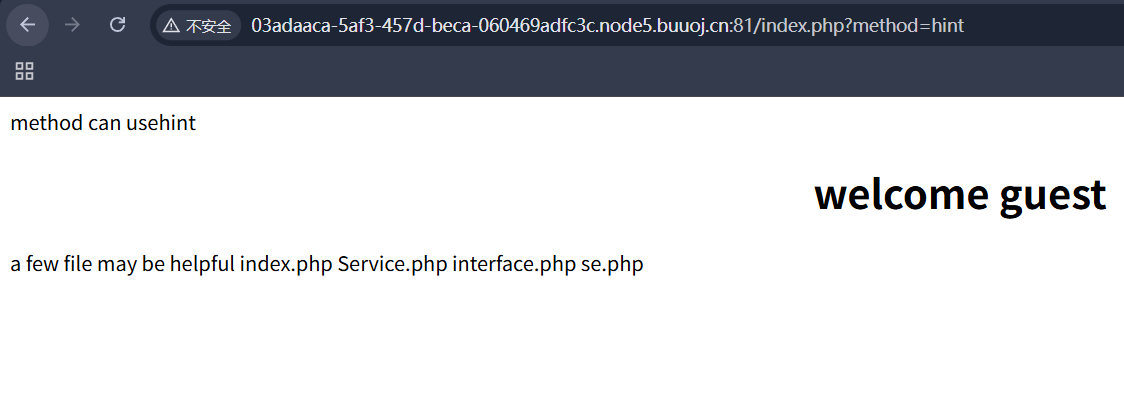 不安全 03adaaca-5af3-457d-beca-060469adfc3c.node5.buuoj.cn:81/index.php?method=hint
method can usehint
welcome guest
a few file may be helpful index.php Service.php interface.php se.php